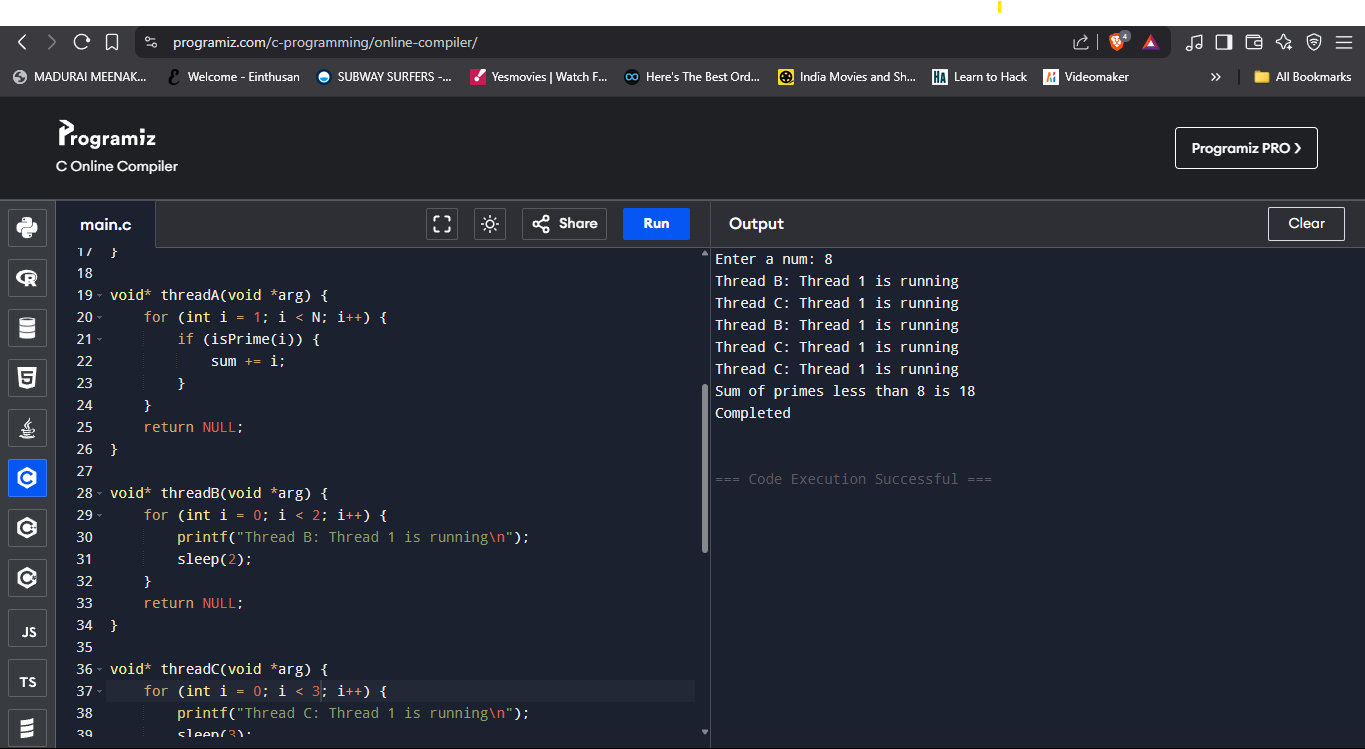 programiz.com/c-programming/online-compiler/
4
MADURAI MEENAK...
Welcome - Einthusan
SUBWAY SURFERS -...
Yesmovies | Watch F...
Here's The Best Ord...
India Movies and Sh...
HA Learn to Hack
Videomaker
»
All Bookmarks
Programiz
C Online Compiler
Programiz PRO ❯
main.c
Share
Run
Output
Clear
17 }
18
19 void* threadA(void *arg) {
20 for (int i = 1; i < N; i++) {
21 if (isPrime(i)) {
22 sum += i;
23 }
24 }
25 return NULL;
26 }
27
28 void* threadB(void *arg) {
29 for (int i = 0; i < 2; i++) {
30 printf("Thread B: Thread 1 is running\n");
31 sleep(2);
32 }
33 return NULL;
34 }
35
36 void* threadC(void *arg) {
37 for (int i = 0; i < 3; i++) {
38 printf("Thread C: Thread 1 is running\n");
39 sleep(3);
JS
TS
Enter a num: 8
Thread B: Thread 1 is running
Thread C: Thread 1 is running
Thread B: Thread 1 is running
Thread C: Thread 1 is running
Thread C: Thread 1 is running
Sum of primes less than 8 is 18
Completed
=== Code Execution Successful ===